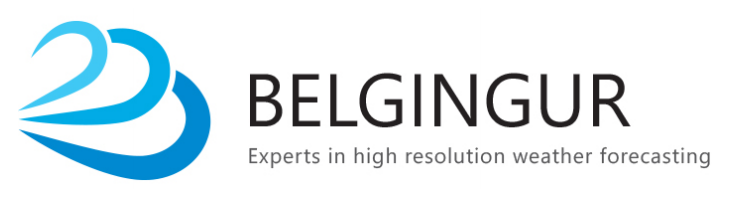 BELGINGUR
Experts in high resolution weather forecasting